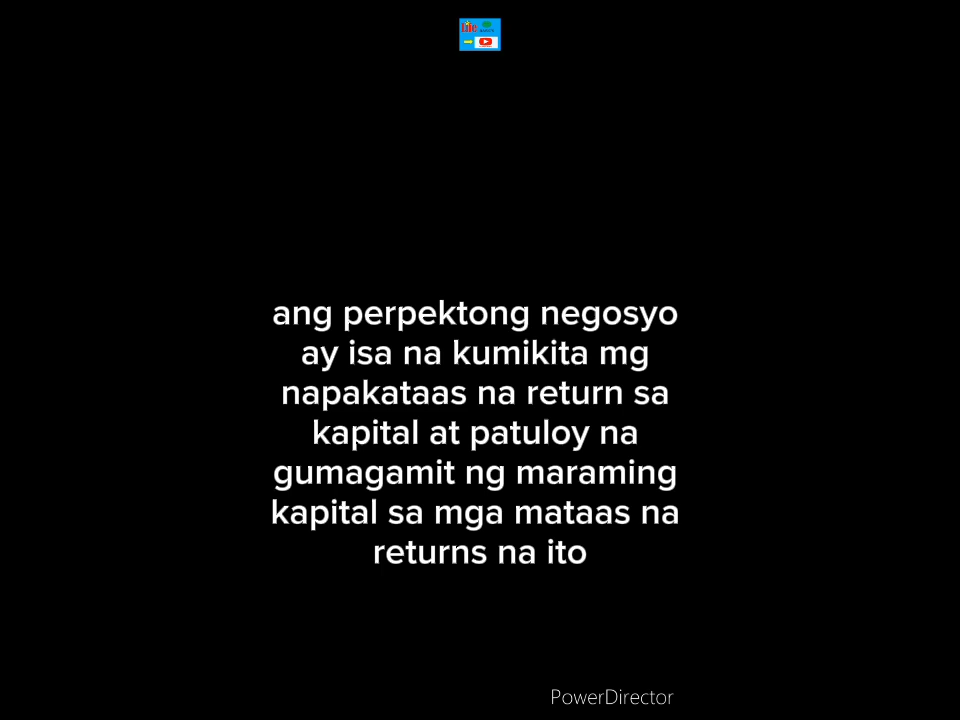 Life
ang perpektong negosyo
ay isa na kumikita mg
napakataas na return sa
kapital at patuloy na
gumagamit ng maraming
kapital sa mga mataas na
returns na ito
PowerDirector